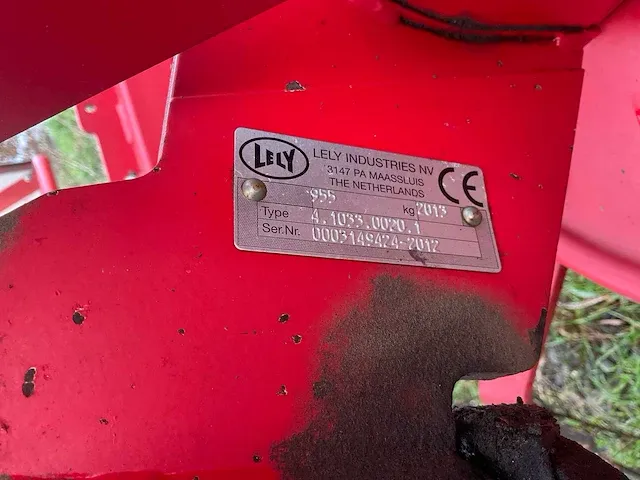 LELY
LELY INDUSTRIES NV
3147 PA MAASSLUIS
THE NETHERLANDS
CE
955 kg 2013
Type 4.1033.0020.1
Ser.Nr. 0003149424-2012